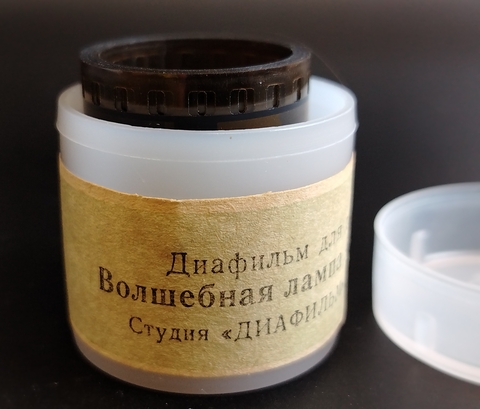 Диафильм для
Волшебная лампа
Студия «ДИАФИЛЬМ